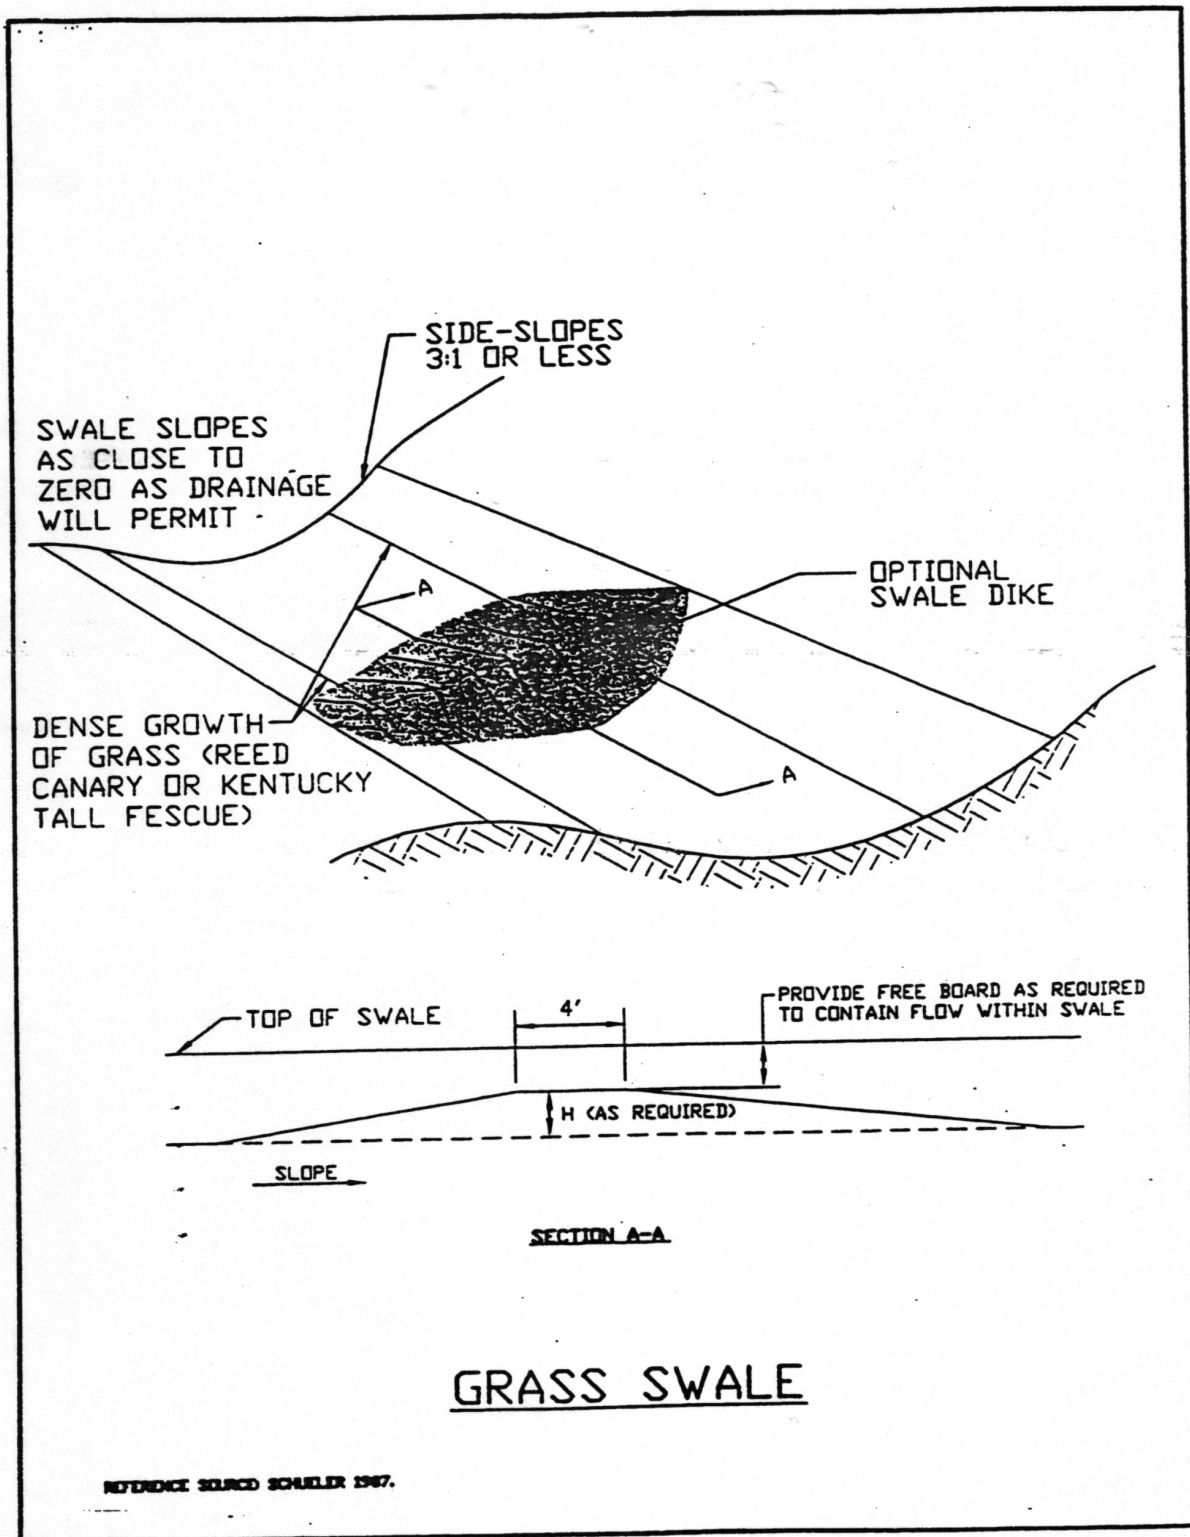 SIDE-SLOPES
3:1 OR LESS
SWALE SLOPES
AS CLOSE TO
ZERO AS DRAINAGE
WILL PERMIT
A
OPTIONAL
SWALE DIKE
DENSE GROWTH
OF GRASS (REED
CANARY OR KENTUCKY
TALL FESCUE)
A
TOP OF SWALE
4'
PROVIDE FREE BOARD AS REQUIRED
TO CONTAIN FLOW WITHIN SWALE
H (AS REQUIRED)
SLOPE
SECTION A-A
GRASS SWALE
REFERENCE SOURCD SCHUELER 1987.